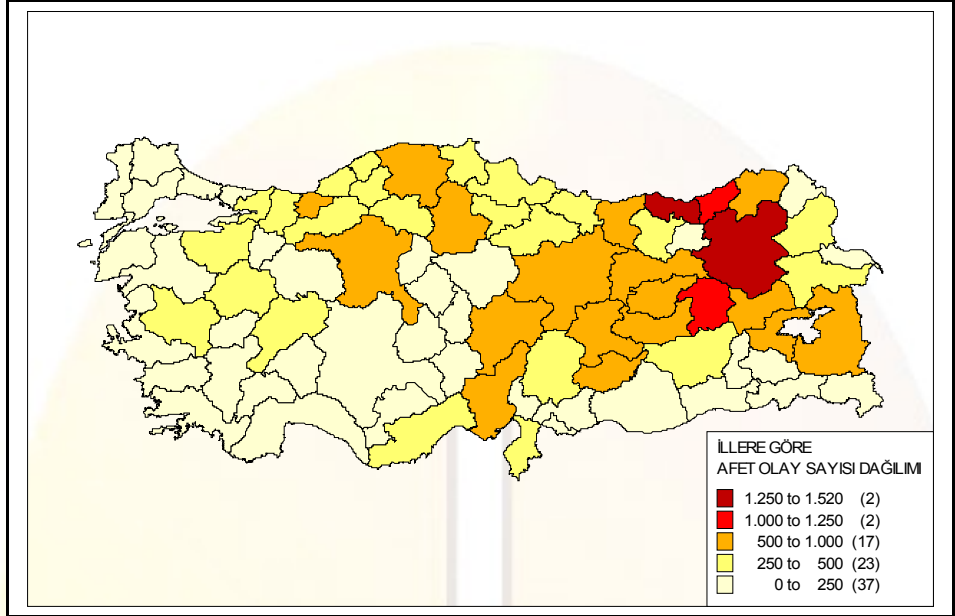 İLLERE GÖRE
AFET OLAY SAYISI DAĞILIMI
1.250 to 1.520 (2)
1.000 to 1.250 (2)
500 to 1.000 (17)
250 to 500 (23)
0 to 250 (37)